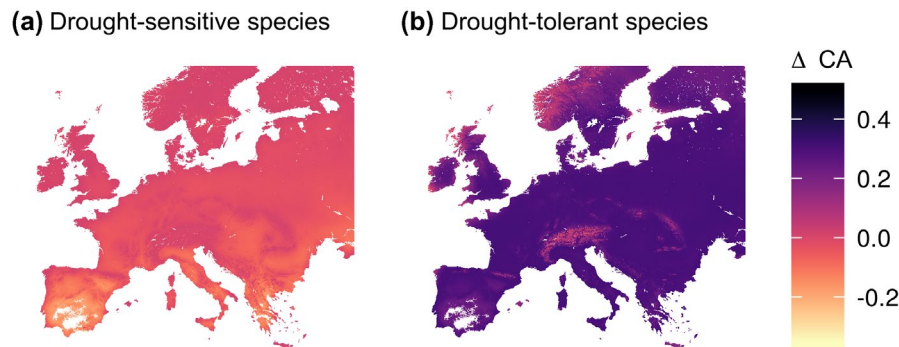 (a) Drought-sensitive species
(b) Drought-tolerant species
Δ CA
0.4
0.2
0.0
-0.2